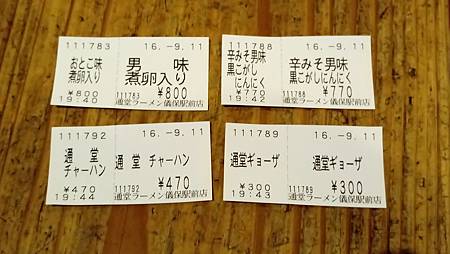 111783
おとこ味
煮卵入り
¥800
19:40
16.-9.11
男 味
煮卵入り
111783 ¥800
通堂ラーメン儀保駅前店
111788
辛みそ男味
黒こがし
にんにく
¥770
19:42
16.-9.11
辛みそ男味
黒こがしにんにく
111788 ¥770
通堂ラーメン儀保駅前店
111792
通 堂
チャーハン
¥470
19:44
16.-9.11
通 堂 チャーハン
111792 ¥470
通堂ラーメン儀保駅前店
111789
通堂ギョーザ
¥300
19:43
16.-9.11
通堂ギョーザ
111789 ¥300
通堂ラーメン儀保駅前店